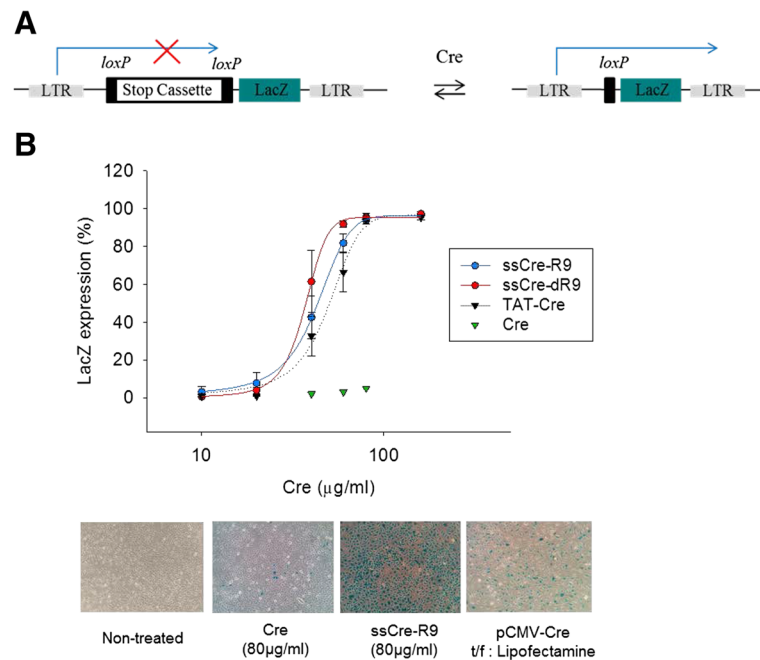 A
loxP
loxP
LTR
Stop Cassette
LacZ
LTR
Cre
loxP
LTR
LacZ
LTR
B
120
100
80
60
40
20
0
LacZ expression (%)
10
100
Cre (μg/ml)
ssCre-R9
ssCre-dR9
TAT-Cre
Cre
Non-treated
Cre
(80μg/ml)
ssCre-R9
(80μg/ml)
pCMV-Cre
t/f : Lipofectamine